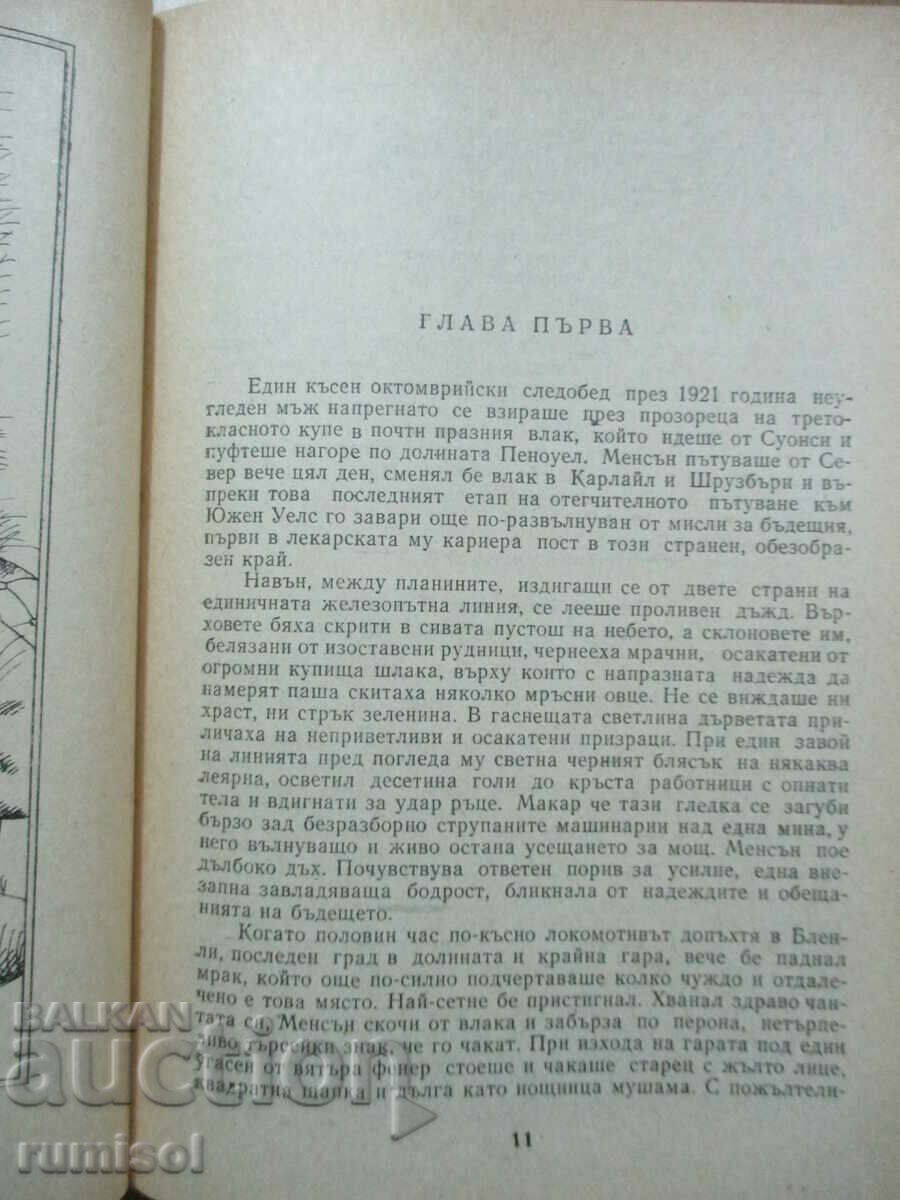 ГЛАВА ПЪРВА
Един късен октомврийски следобед през 1921 година неу-
гледен мъж напрегнато се взираше през прозореца на трето-
класното купе в почти празния влак, който идеше от Суонси и
пуфтеше нагоре по долината Пеноуел. Менсън пътуваше от Се-
вер вече цял ден, сменял бе влак в Карлайл и Шрузбъри и въ-
преки това последният етап на отегчителното пътуване към
Южен Уелс го завари още по-развълнуван от мисли за бъдещия,
първи в лекарската му кариера пост в този странен, обезобра-
зен край.
Навън, между планините, издигащи се от двете страни на
единичната железопътна линия, се лееше проливен дъжд. Вър-
ховете бяха скрити в сивата пустош на небето, а склоновете им,
белязани от изоставени рудници, чернееха мрачни, осакатени от
огромни купища шлака, върху които с напразната надежда да
намерят паша скитаха няколко мръсни овце. Не се виждаше ни
храст, ни стрък зеленина. В гаснещата светлина дърветата при-
личаха на неприветливи и осакатени призраци. При един завой
на линията пред погледа му светна черният блясък на някаква
леярна, осветил десетина голи до кръста работници с опнати
тела и вдигнати за удар ръце. Макар че тази гледка се загуби
бързо зад безразборно струпаните машинарии над една мина, у
него вълнуващо и живо остана усещането за мощ. Менсън пое
дълбоко дъх. Почувствува ответен порив за усилие, една вне-
запна завладяваща бодрост, бликнала от надеждите и обеща-
нията на бъдещето.
Когато половин час по-късно локомотивът допъхтя в Блен-
ли, последен град в долината и крайна гара, вече бе паднал
мрак, който още по-силно подчертаваше колко чуждо и отдале-
чено е това място. Най-сетне бе пристигнал. Хванал здраво чан-
тата си, Менсън скочи от влака и забърза по перона, нетърпе-
ливо търсейки знак, че го чакат. При изхода на гарата под един
угасен от вятъра фенер стоеше и чакаше старец с жълто лице,
квадратна шапка и дълга като нощница мушама. С пожълтели-
11
BALKAN
auction
rumisol